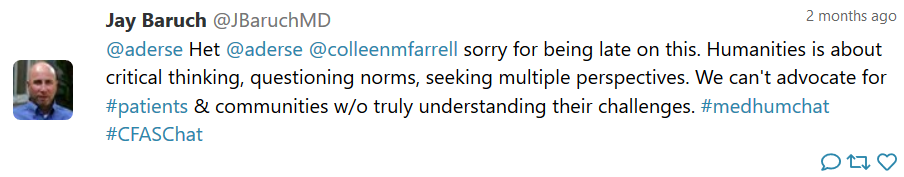 Jay Baruch @JBaruchMD 2 months ago
@aderse Het @aderse @colleenmfarrell sorry for being late on this. Humanities is about
critical thinking, questioning norms, seeking multiple perspectives. We can't advocate for
#patients & communities w/o truly understanding their challenges. #medhumchat
#CFASChat